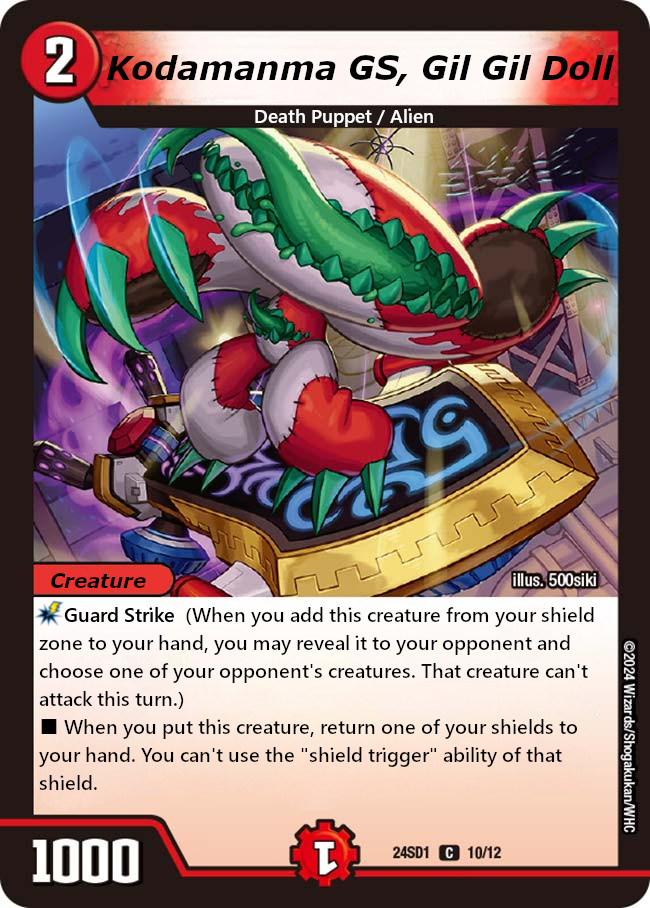 2
Kodamanma GS, Gil Gil Doll
Death Puppet / Alien
Creature
illus. 500siki
Guard Strike (When you add this creature from your shield
zone to your hand, you may reveal it to your opponent and
choose one of your opponent's creatures. That creature can't
attack this turn.)
■ When you put this creature, return one of your shields to
your hand. You can't use the "shield trigger" ability of that
shield.
©2024 Wizards/Shogakukan/WHC
1000
1
24SD1 C 10/12